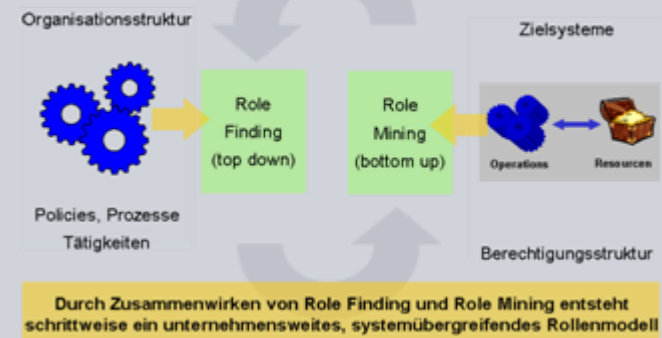 Organisationsstruktur
Policies, Prozesse
Tätigkeiten
Role
Finding
(top down)
Role
Mining
(bottom up)
Zielsysteme
Operations
Resourcen
Berechtigungsstruktur
Durch Zusammenwirken von Role Finding und Role Mining entsteht
schrittweise ein unternehmensweites, systemübergreifendes Rollenmodell